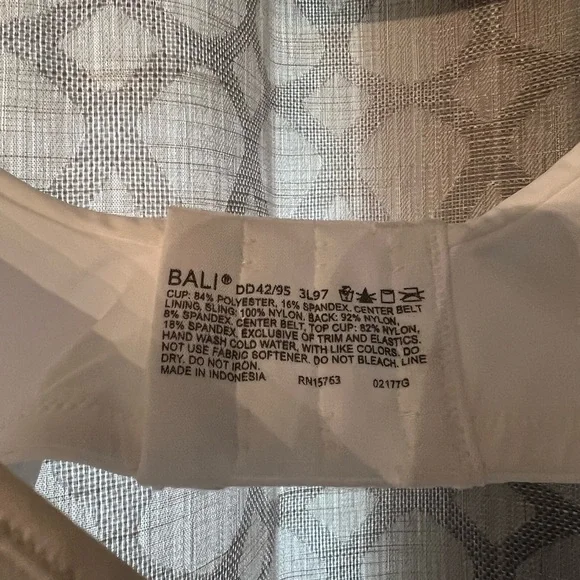 BALI® DD42/95 3L97
CUP: 84% POLYESTER, 16% SPANDEX. CENTER BELT
LINING, SLING: 100% NYLON. BACK: 92% NYLON,
8% SPANDEX. CENTER BELT, TOP CUP: 82% NYLON,
18% SPANDEX. EXCLUSIVE OF TRIM AND ELASTICS.
HAND WASH COLD WATER, WITH LIKE COLORS. DO
NOT USE FABRIC SOFTENER. DO NOT BLEACH. LINE
DRY. DO NOT IRON.
MADE IN INDONESIA RN15763 02177G